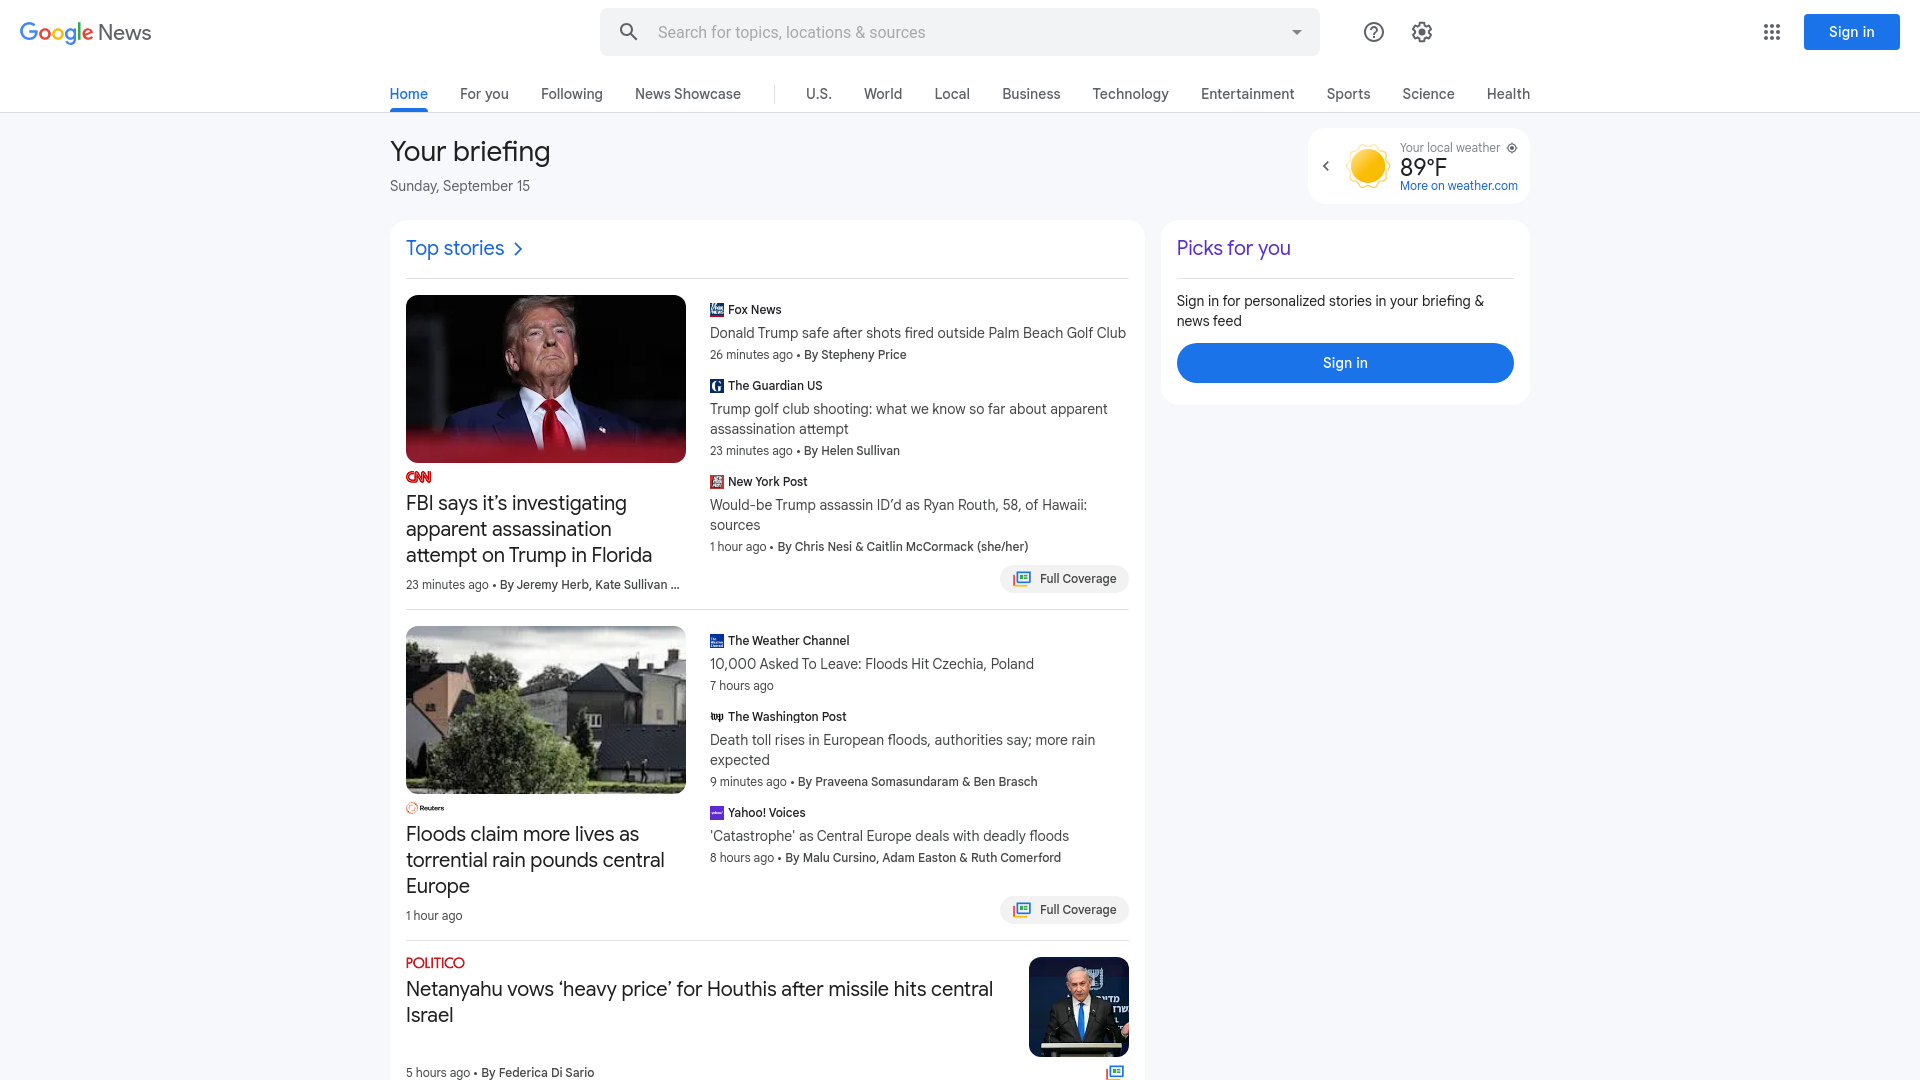 Google News
Search for topics, locations & sources
Sign in
Home
For you
Following
News Showcase
U.S.
World
Local
Business
Technology
Entertainment
Sports
Science
Health
Your briefing
Sunday, September 15
Your local weather
89°F
More on weather.com
Top stories
CNN
FBI says it’s investigating
apparent assassination
attempt on Trump in Florida
23 minutes ago • By Jeremy Herb, Kate Sullivan ...
Fox News
Donald Trump safe after shots fired outside Palm Beach Golf Club
26 minutes ago • By Stepheny Price
The Guardian US
Trump golf club shooting: what we know so far about apparent
assassination attempt
23 minutes ago • By Helen Sullivan
New York Post
Would-be Trump assassin ID’d as Ryan Routh, 58, of Hawaii:
sources
1 hour ago • By Chris Nesi & Caitlin McCormack (she/her)
Full Coverage
Reuters
Floods claim more lives as
torrential rain pounds central
Europe
1 hour ago
The Weather Channel
10,000 Asked To Leave: Floods Hit Czechia, Poland
7 hours ago
wp The Washington Post
Death toll rises in European floods, authorities say; more rain
expected
9 minutes ago • By Praveena Somasundaram & Ben Brasch
Yahoo! Voices
'Catastrophe' as Central Europe deals with deadly floods
8 hours ago • By Malu Cursino, Adam Easton & Ruth Comerford
Full Coverage
POLITICO
Netanyahu vows ‘heavy price’ for Houthis after missile hits central
Israel
5 hours ago • By Federica Di Sario
Picks for you
Sign in for personalized stories in your briefing &
news feed
Sign in